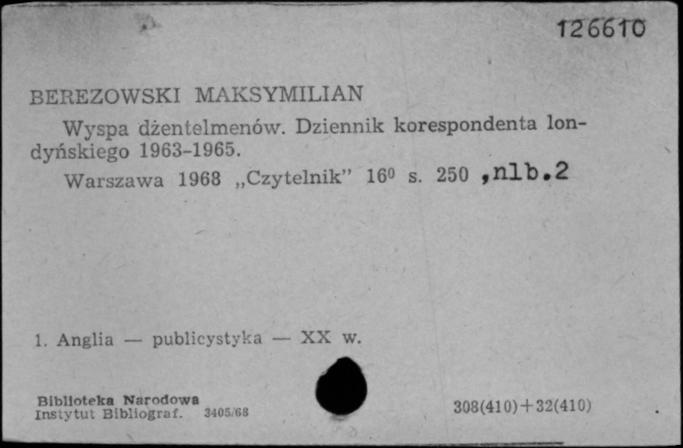 126610
BEREZOWSKI MAKSYMILIAN
Wyspa dżentelmenów. Dziennik korespondenta lon-
dyńskiego 1963-1965.
Warszawa 1968 „Czytelnik” 16⁰ s. 250 ,nlb.2
1. Anglia — publicystyka — XX w.
Biblioteka Narodowa
Instytut Bibliograf. 3405/68
308(410)+32(410)